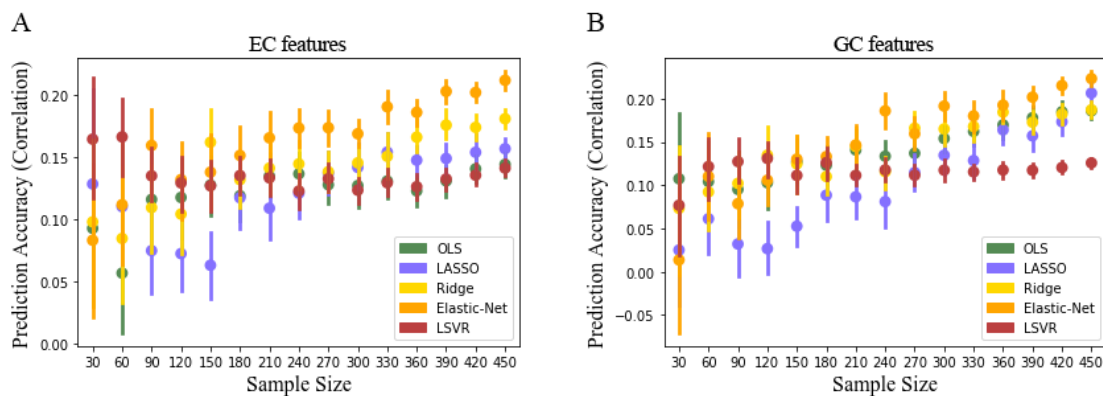 A
EC features
Prediction Accuracy (Correlation)
0.20
0.15
0.10
0.05
0.00
OLS
LASSO
Ridge
Elastic-Net
LSVR
30 60 90 120 150 180 210 240 270 300 330 360 390 420 450
Sample Size
B
GC features
Prediction Accuracy (Correlation)
0.20
0.15
0.10
0.05
0.00
−0.05
OLS
LASSO
Ridge
Elastic-Net
LSVR
30 60 90 120 150 180 210 240 270 300 330 360 390 420 450
Sample Size